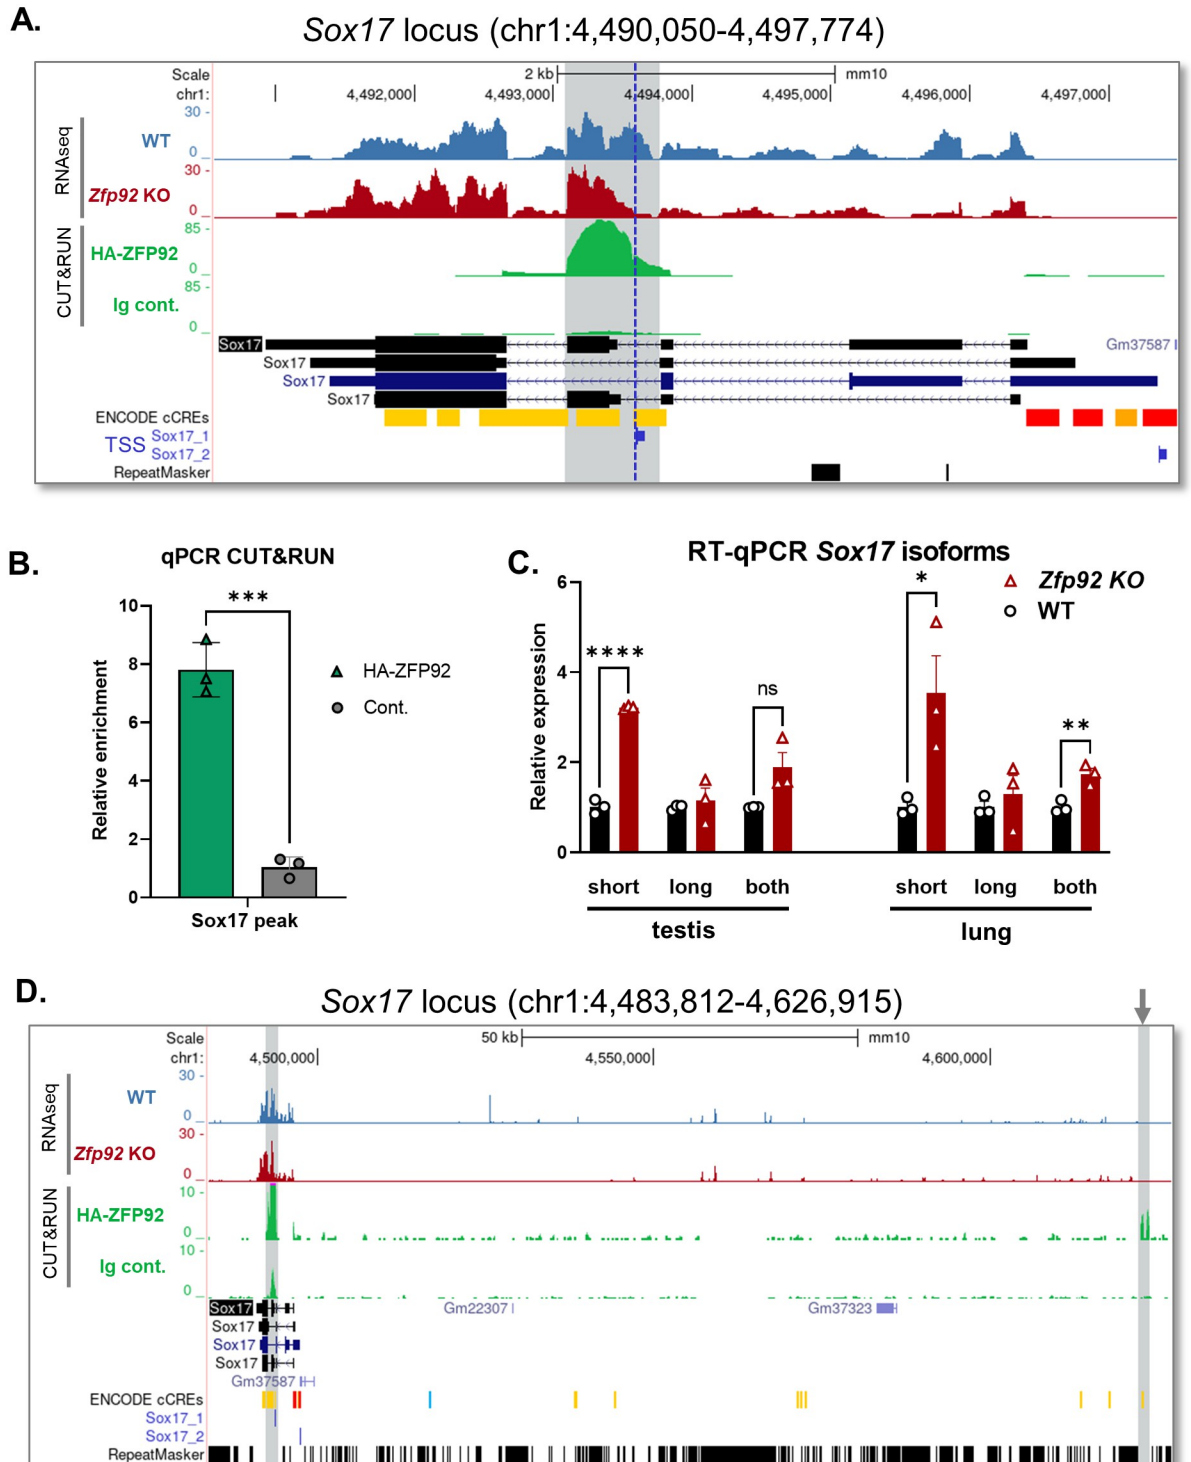 A.
Sox17 locus (chr1:4,490,050-4,497,774)
Scale 2 kb mm10
chr1: 4,492,000 4,493,000 4,494,000 4,495,000 4,496,000 4,497,000
RNAseq
30 -
WT
0 _
30 -
Zfp92 KO
0 _
CUT&RUN
85 -
HA-ZFP92
0 _
85 -
Ig cont.
0 _
Sox17 Gm37587
Sox17
Sox17
Sox17
ENCODE cCREs
TSS Sox17_1
Sox17_2
RepeatMasker
B.
qPCR CUT&RUN
***
Relative enrichment
10
8
6
4
2
0
HA-ZFP92
Cont.
Sox17 peak
C.
RT-qPCR Sox17 isoforms
Zfp92 KO
WT
Relative expression
6
4
2
0
****
ns
*
**
short long both short long both
testis lung
D.
Sox17 locus (chr1:4,483,812-4,626,915)
Scale 50 kb mm10
chr1: 4,500,000 4,550,000 4,600,000
RNAseq
30 -
WT
0 _
30 -
Zfp92 KO
0 _
CUT&RUN
10 -
HA-ZFP92
0 _
10 -
Ig cont.
0 _
Sox17 Gm22307 Gm37323
Sox17
Sox17
Sox17
Gm37587
ENCODE cCREs
Sox17_1
Sox17_2
RepeatMasker